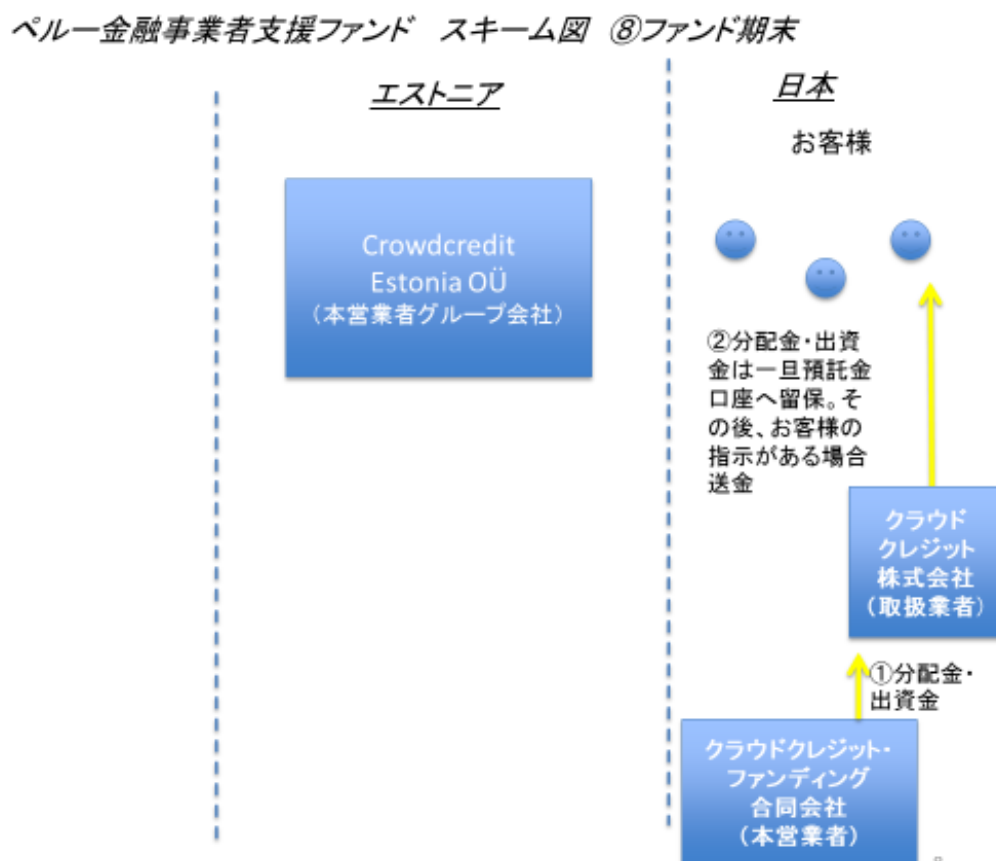 ペルー金融事業者支援ファンド　スキーム図　⑧ファンド期末
エストニア
日本
お客様
Crowdcredit
Estonia OÜ
（本営業者グループ会社）
②分配金・出資
金は一旦預託金
口座へ留保。そ
の後、お客様の
指示がある場合
送金
クラウド
クレジット
株式会社
（取扱業者）
①分配金・
出資金
クラウドクレジット・
ファンディング
合同会社
（本営業者）